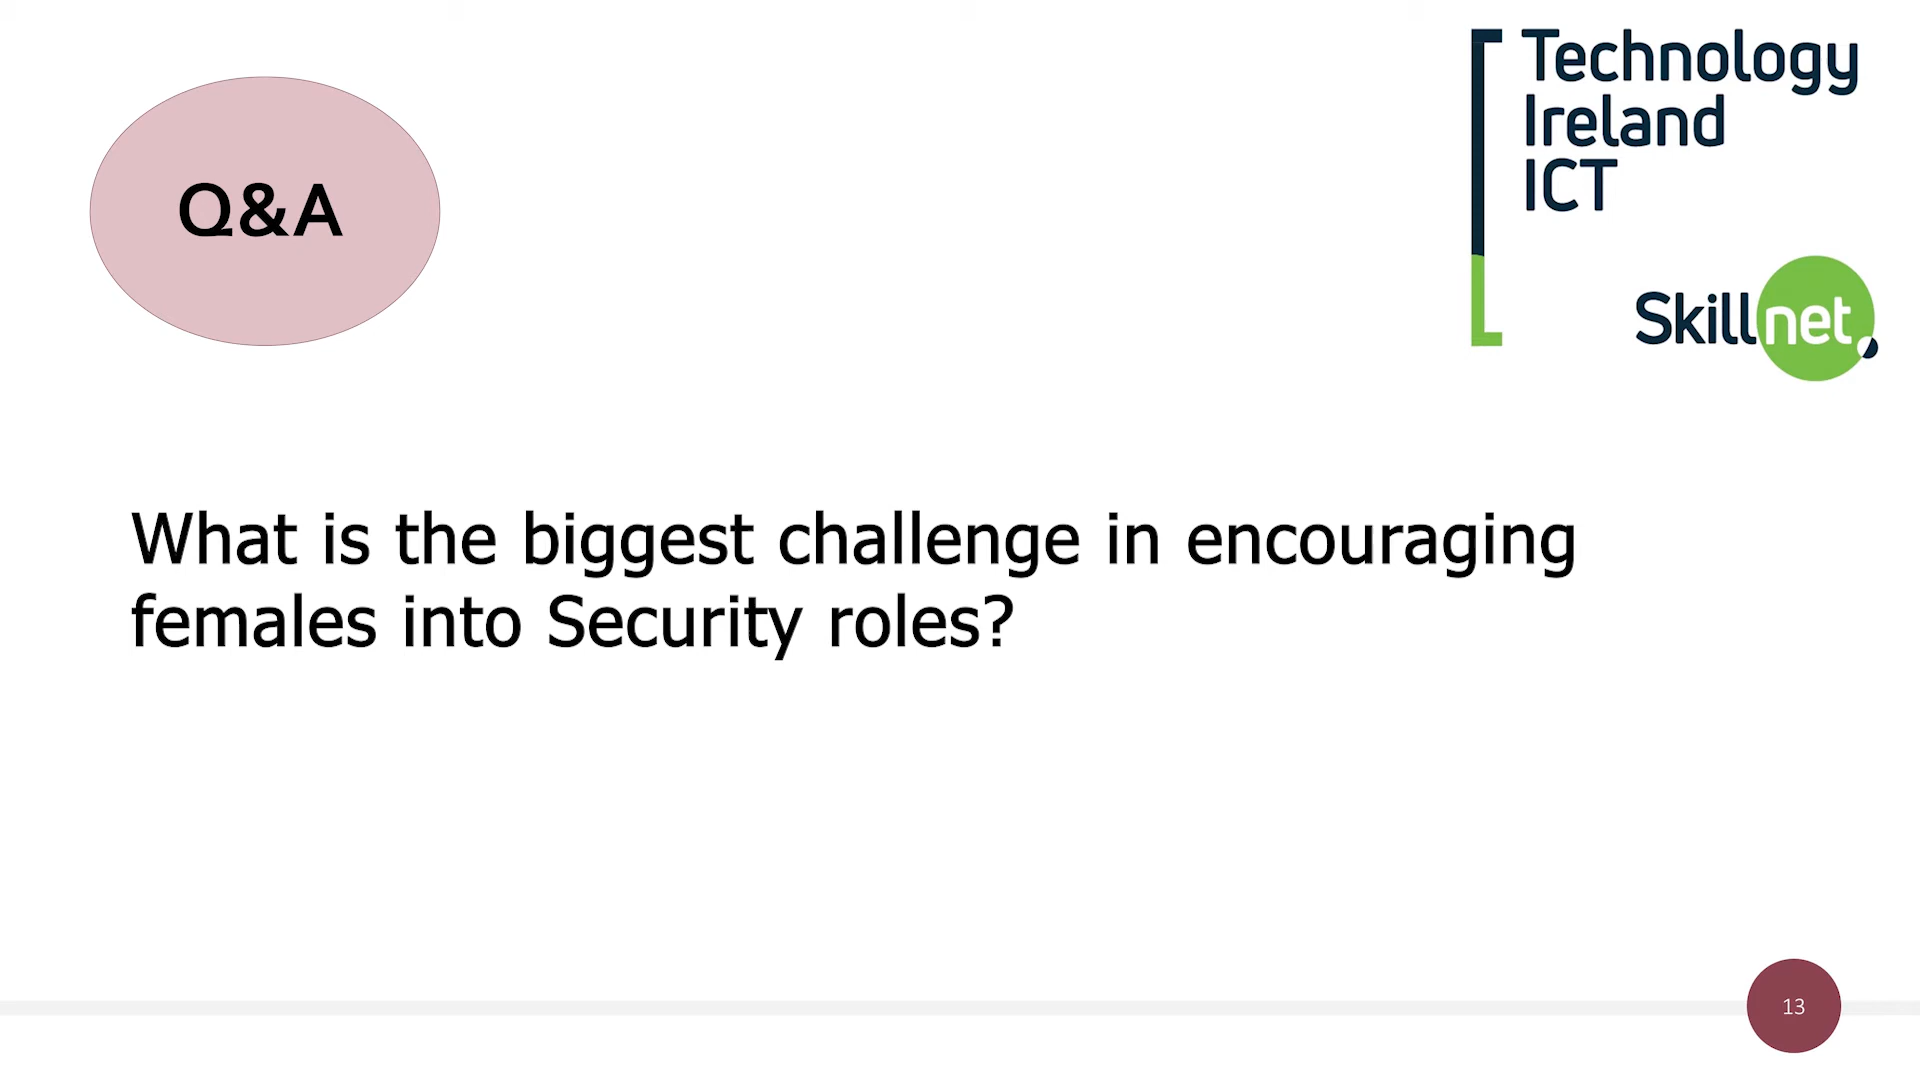 Q&A
Technology
Ireland
ICT
Skillnet
What is the biggest challenge in encouraging
females into Security roles?
13